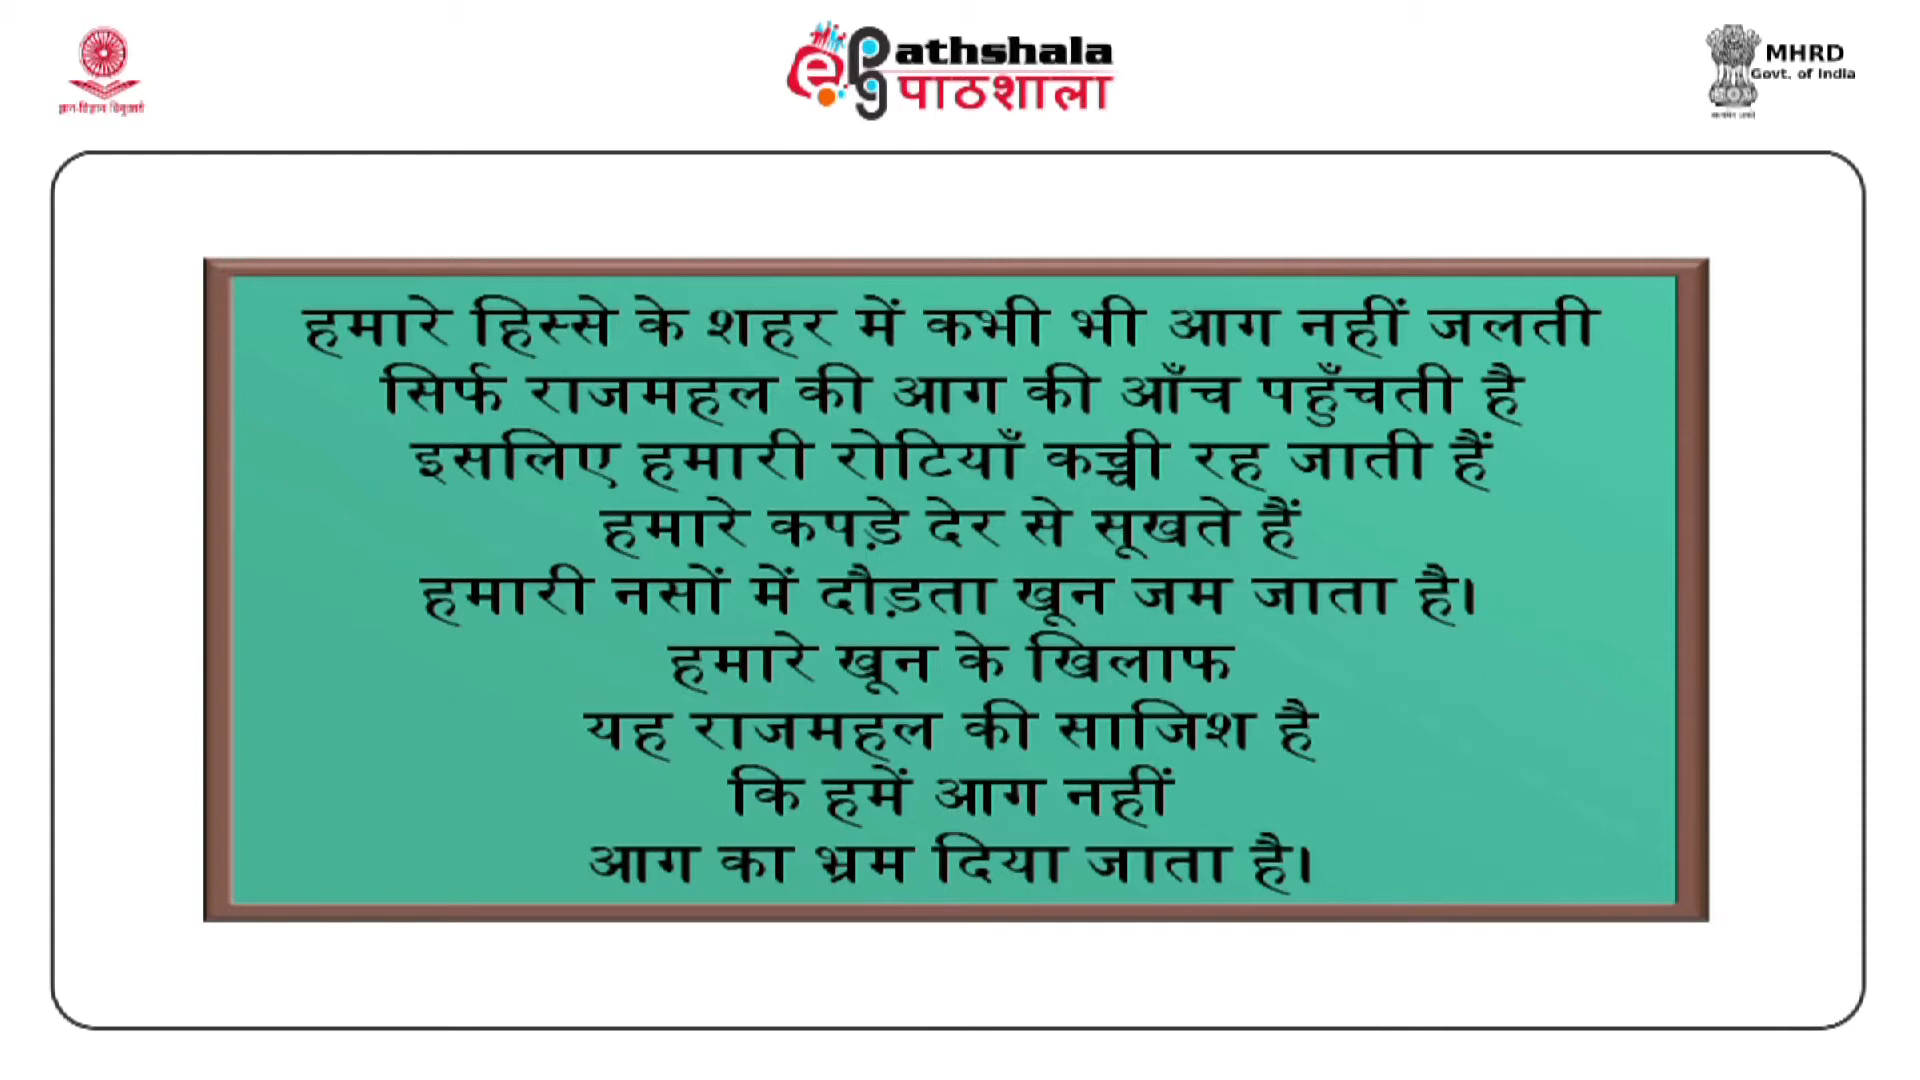 e pg athshala
पाठशाला
MHRD
Govt. of India
हमारे हिस्से के शहर में कभी भी आग नहीं जलती
सिर्फ राजमहल की आग की आँच पहुँचती है
इसलिए हमारी रोटियाँ कच्ची रह जाती हैं
हमारे कपड़े देर से सूखते हैं
हमारी नसों में दौड़ता खून जम जाता है।
हमारे खून के खिलाफ
यह राजमहल की साजिश है
कि हमें आग नहीं
आग का भ्रम दिया जाता है।